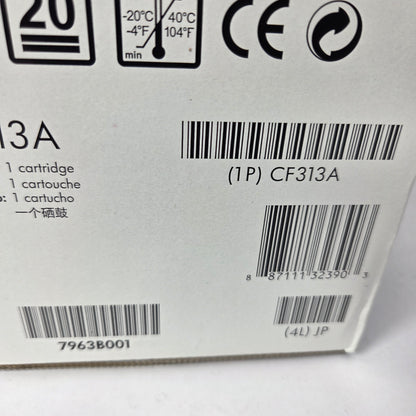 20
-20°C
-4°F
40°C
104°F
min
CE
13A
(1P) CF313A
1 cartridge
1 cartouche
: 1 cartucho
一个硒鼓
8 87111 32390 3
(4L) JP
7963B001